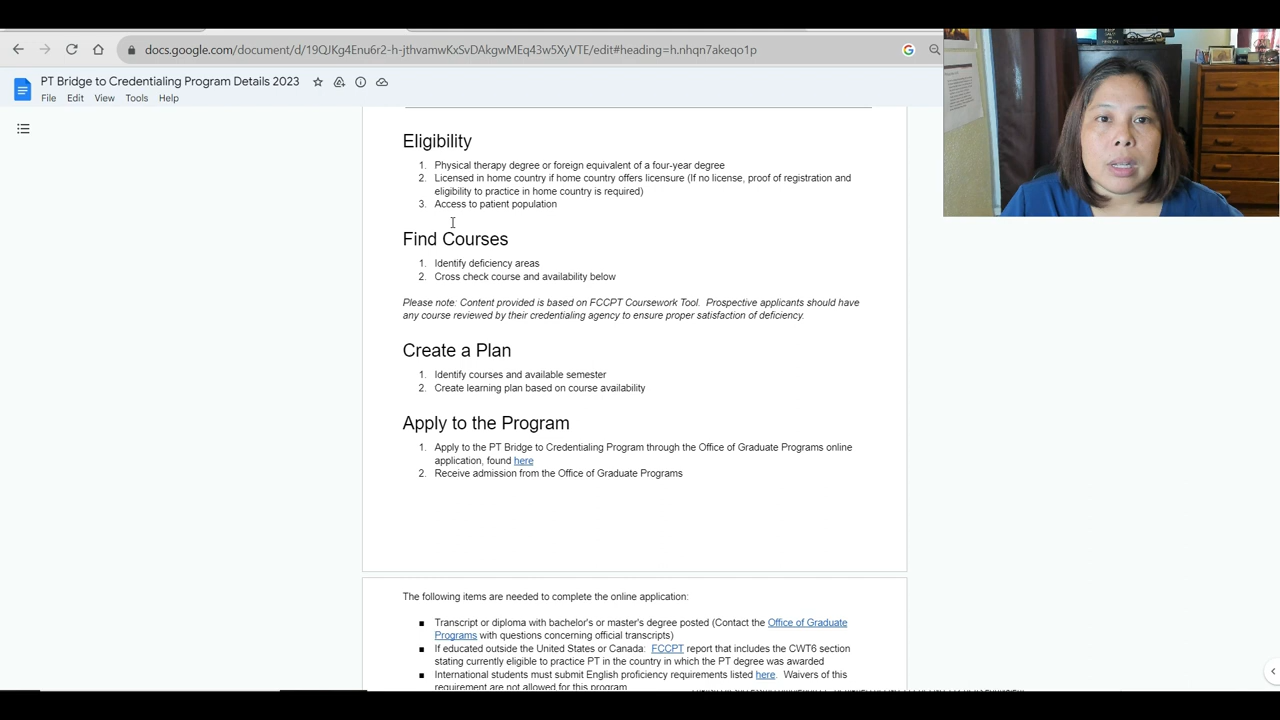 docs.google.com/document/d/19QJKg4Enu6r2-h-
wKxSvDAkgwMEq43w5XyVTE/edit#heading=h.nhqn7akeqo1p
PT Bridge to Credentialing Program Details 2023
File Edit View Tools Help
Eligibility
1. Physical therapy degree or foreign equivalent of a four-year degree
2. Licensed in home country if home country offers licensure (If no license, proof of registration and
eligibility to practice in home country is required)
3. Access to patient population
Find Courses
1. Identify deficiency areas
2. Cross check course and availability below
Please note: Content provided is based on FCCPT Coursework Tool. Prospective applicants should have
any course reviewed by their credentialing agency to ensure proper satisfaction of deficiency.
Create a Plan
1. Identify courses and available semester
2. Create learning plan based on course availability
Apply to the Program
1. Apply to the PT Bridge to Credentialing Program through the Office of Graduate Programs online
application, found here
2. Receive admission from the Office of Graduate Programs
The following items are needed to complete the online application:
■ Transcript or diploma with bachelor's or master's degree posted (Contact the Office of Graduate
Programs with questions concerning official transcripts)
■ If educated outside the United States or Canada: FCCPT report that includes the CWT6 section
stating currently eligible to practice PT in the country in which the PT degree was awarded
■ International students must submit English proficiency requirements listed here. Waivers of this
requirement are not allowed for this program